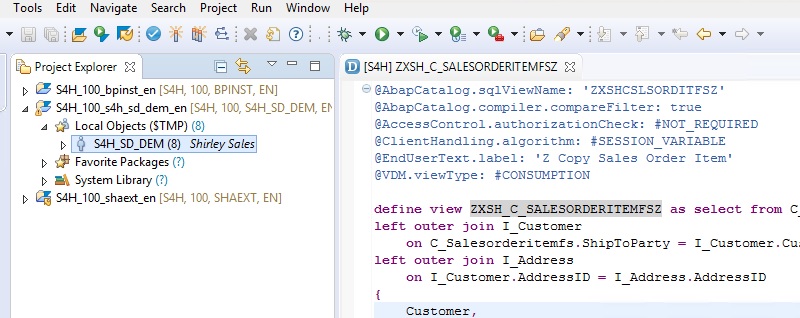 Tools Edit Navigate Search Project Run Window Help
Project Explorer
S4H_100_bpinst_en [S4H, 100, BPINST, EN]
S4H_100_s4h_sd_dem_en [S4H, 100, S4H_SD_DEM, EN
Local Objects ($TMP) (8)
S4H_SD_DEM (8) Shirley Sales
Favorite Packages (?)
System Library (?)
S4H_100_shaext_en [S4H, 100, SHAEXT, EN]
[S4H] ZXSH_C_SALESORDERITEMFSZ
@AbapCatalog.sqlViewName: 'ZXSHCSLSORDITFSZ'
@AbapCatalog.compiler.compareFilter: true
@AccessControl.authorizationCheck: #NOT_REQUIRED
@ClientHandling.algorithm: #SESSION_VARIABLE
@EndUserText.label: 'Z Copy Sales Order Item'
@VDM.viewType: #CONSUMPTION
define view ZXSH_C_SALESORDERITEMFSZ as select from C_
left outer join I_Customer
on C_Salesorderitemfs.ShipToParty = I_Customer.Cu
left outer join I_Address
on I_Customer.AddressID = I_Address.AddressID
{
Customer,